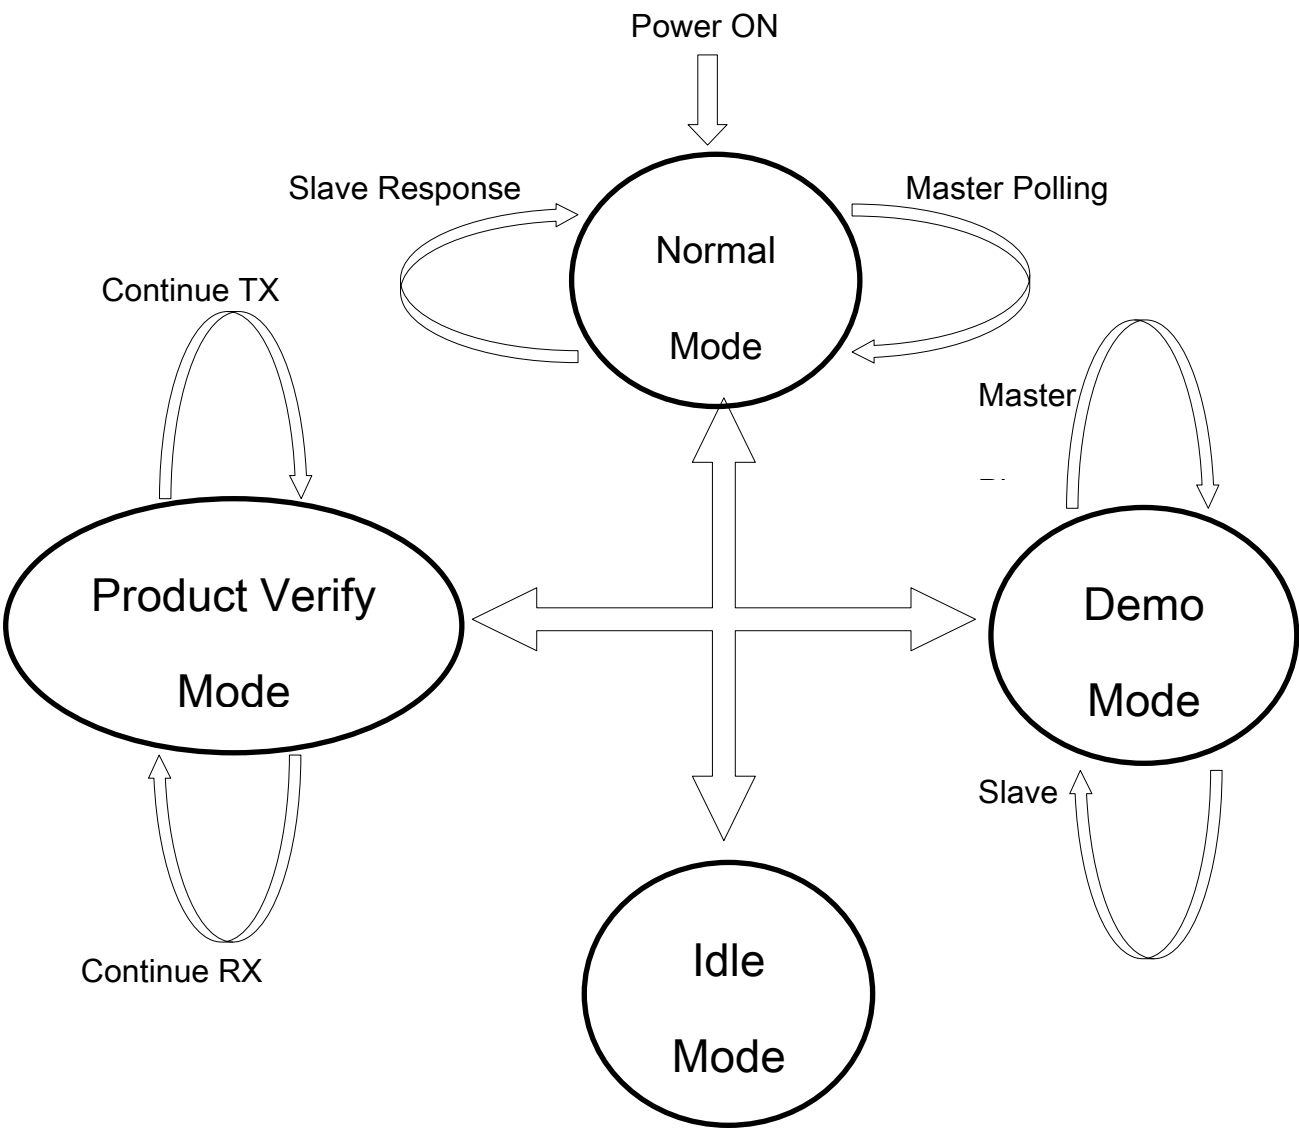 Power ON
Slave Response
Master Polling
Normal
Mode
Continue TX
Master
Product Verify
Mode
Demo
Mode
Slave
Continue RX
Idle
Mode